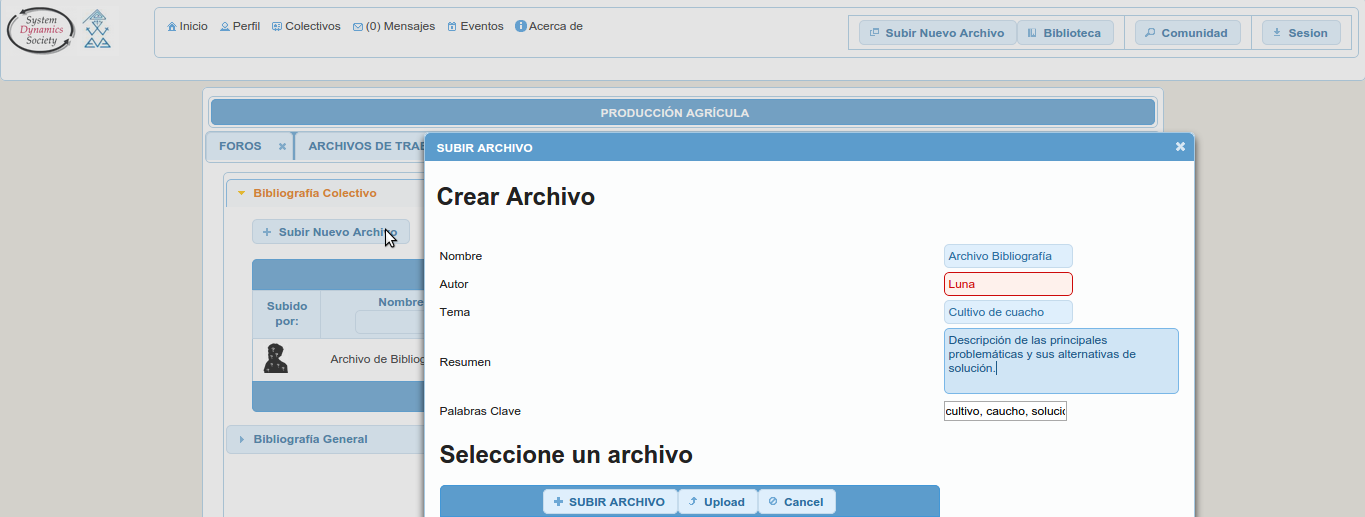 System
Dynamics
Society
Inicio Perfil Colectivos (0) Mensajes Eventos Acerca de
Subir Nuevo Archivo Biblioteca Comunidad Sesion
PRODUCCIÓN AGRÍCOLA
FOROS ARCHIVOS DE TRAB
SUBIR ARCHIVO
Bibliografía Colectivo
Crear Archivo
Subir Nuevo Archivo
Nombre Archivo Bibliografía
Autor Luna
Subido por: Nombre
Tema Cultivo de cuacho
Resumen Descripción de las principales
problemáticas y sus alternativas de
solución.
Archivo de Bibliog
Palabras Clave cultivo, caucho, solucic
Bibliografía General
Seleccione un archivo
SUBIR ARCHIVO Upload Cancel